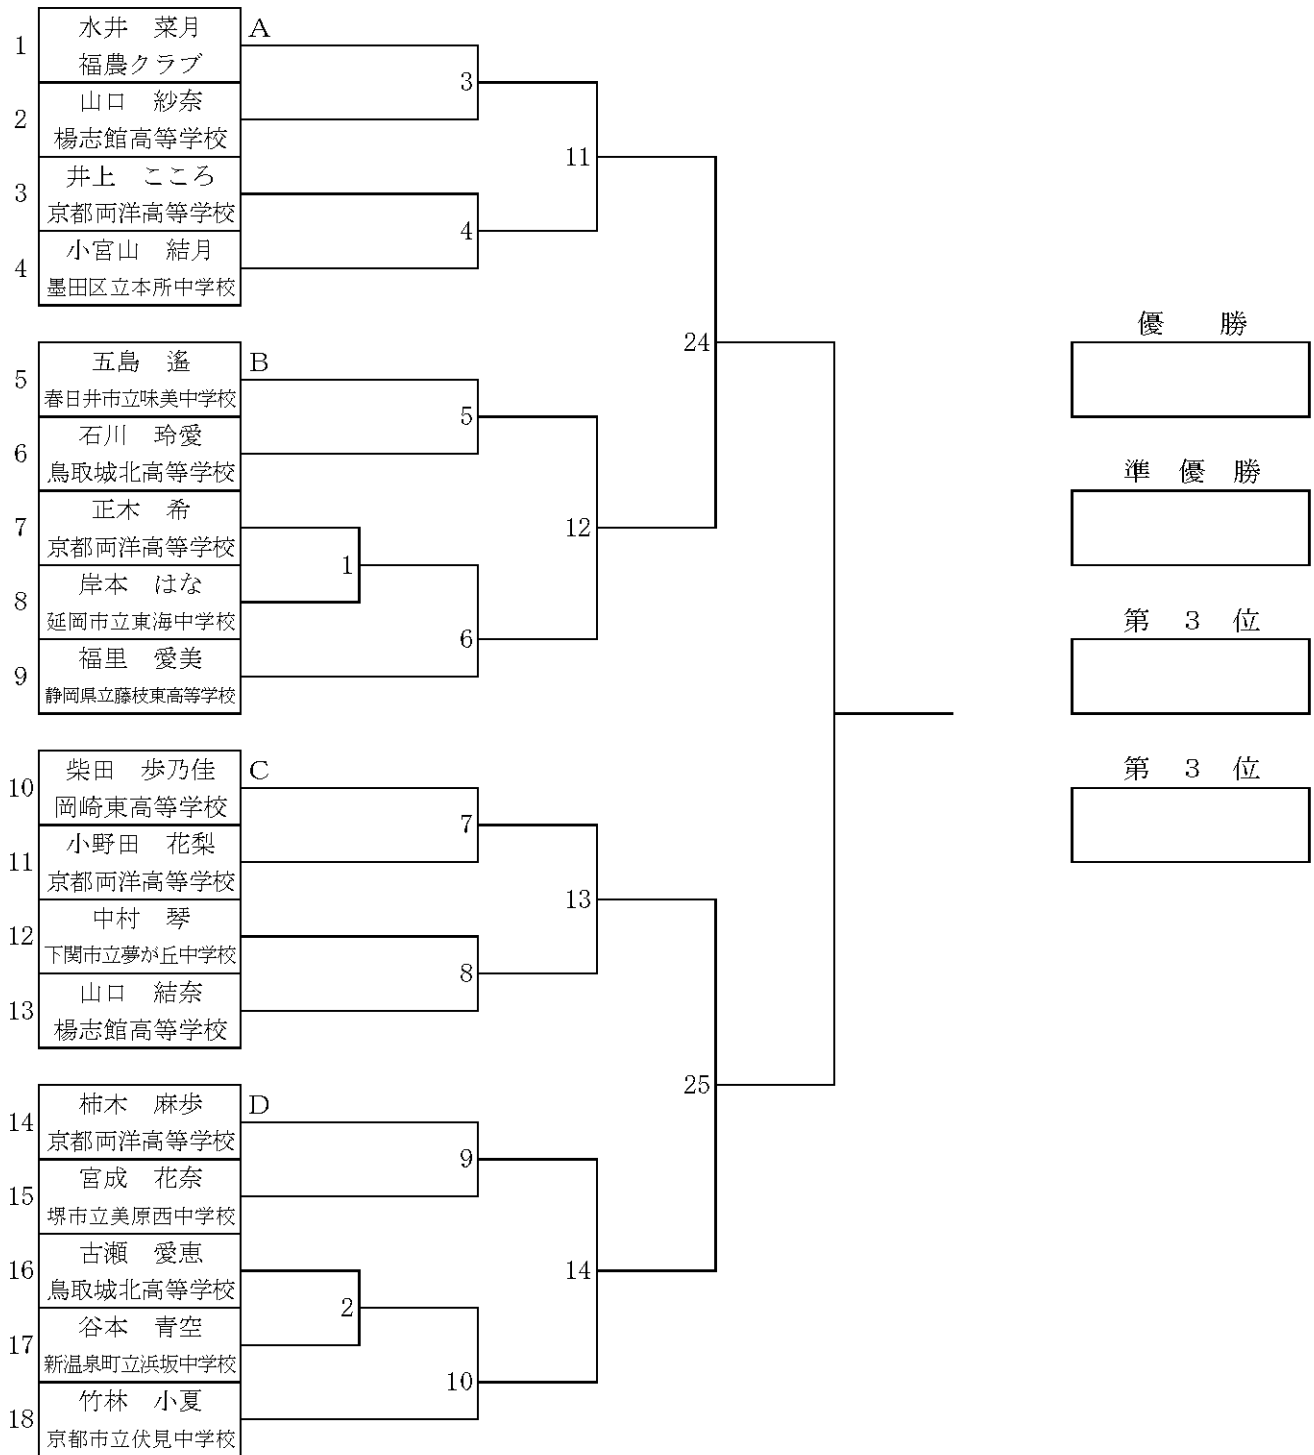 水井　菜月 A
1
福農クラブ
3
山口　紗奈
2
楊志館高等学校
11
井上　こころ
3
京都両洋高等学校
4
小宮山　結月
4
墨田区立本所中学校
24
優　勝
五島　遙 B
5
春日井市立味美中学校
5
石川　玲愛
6
鳥取城北高等学校
準　優　勝
正木　希
7
京都両洋高等学校
12
1
岸本　はな
8
延岡市立東海中学校
第　3　位
6
福里　愛美
9
静岡県立藤枝東高等学校
柴田　歩乃佳 C
第　3　位
10
岡崎東高等学校
7
小野田　花梨
11
京都両洋高等学校
13
中村　琴
12
下関市立夢が丘中学校
8
山口　結奈
13
楊志館高等学校
25
柿木　麻歩 D
14
京都両洋高等学校
9
宮成　花奈
15
堺市立美原西中学校
古瀬　愛恵
16
鳥取城北高等学校
14
2
谷本　青空
17
新温泉町立浜坂中学校
10
竹林　小夏
18
京都市立伏見中学校